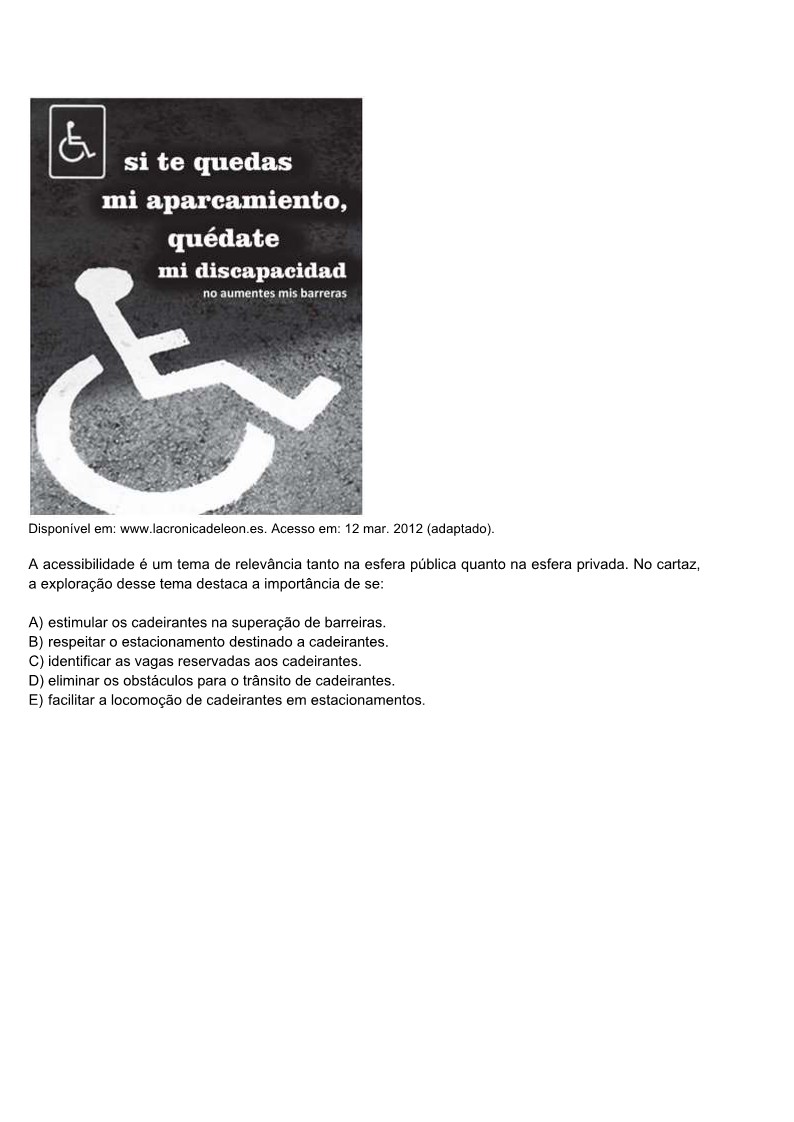 si te quedas
mi aparcamiento,
quédate
mi discapacidad
no aumentes mis barreras
Disponível em: www.lacronicadeleon.es. Acesso em: 12 mar. 2012 (adaptado).
A acessibilidade é um tema de relevância tanto na esfera pública quanto na esfera privada. No cartaz,
a exploração desse tema destaca a importância de se:
A) estimular os cadeirantes na superação de barreiras.
B) respeitar o estacionamento destinado a cadeirantes.
C) identificar as vagas reservadas aos cadeirantes.
D) eliminar os obstáculos para o trânsito de cadeirantes.
E) facilitar a locomoção de cadeirantes em estacionamentos.